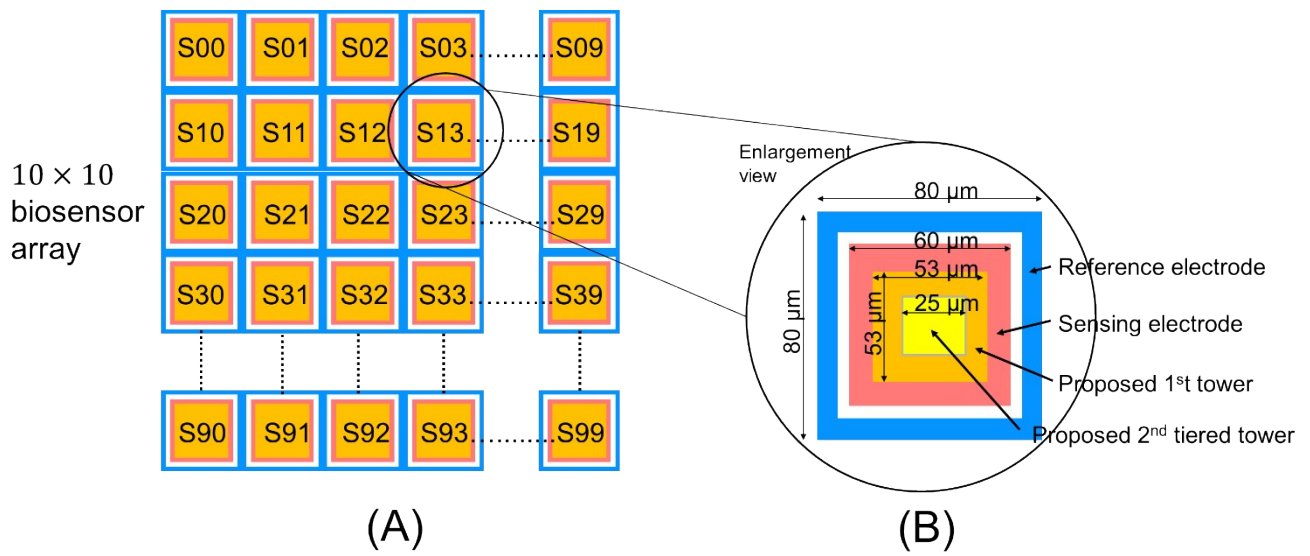 S00 S01 S02 S03 S09
S10 S11 S12 S13 S19
10 × 10
biosensor
array
S20 S21 S22 S23 S29
S30 S31 S32 S33 S39
S90 S91 S92 S93 S99
(A)
Enlargement
view
80 µm
60 µm
53 µm
25 µm
80 µm
53 µm
Reference electrode
Sensing electrode
Proposed 1st tower
Proposed 2nd tiered tower
(B)